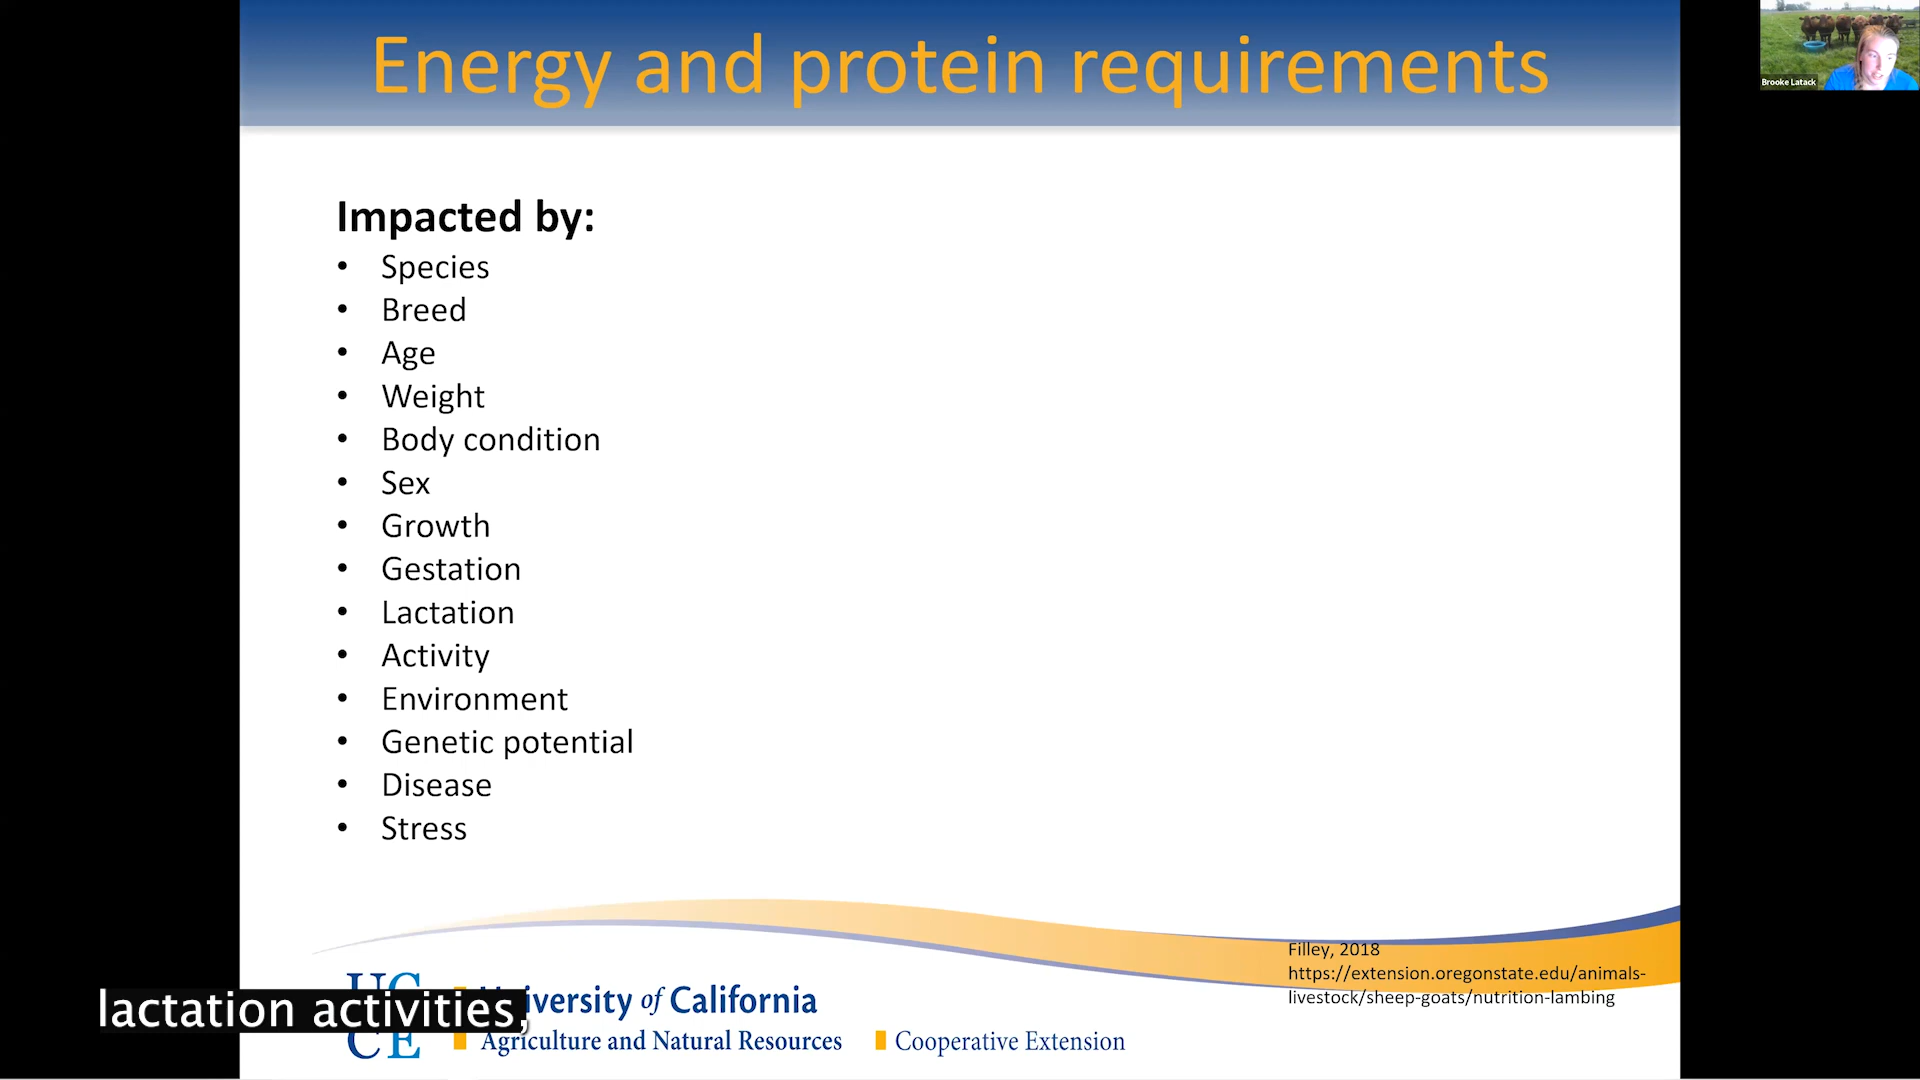 Energy and protein requirements
Brooke Latack
Impacted by:
• Species
• Breed
• Age
• Weight
• Body condition
• Sex
• Growth
• Gestation
• Lactation
• Activity
• Environment
• Genetic potential
• Disease
• Stress
Filley, 2018
https://extension.oregonstate.edu/animals-
livestock/sheep-goats/nutrition-lambing
UC
CE
of California
Agriculture and Natural Resources
Cooperative Extension
lactation activities,